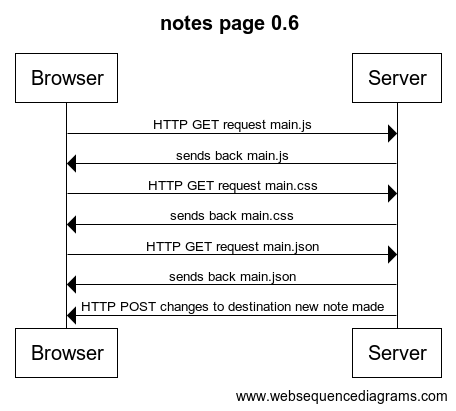 notes page 0.6
Browser Server
HTTP GET request main.js
sends back main.js
HTTP GET request main.css
sends back main.css
HTTP GET request main.json
sends back main.json
HTTP POST changes to destination new note made
Browser Server
www.websequencediagrams.com